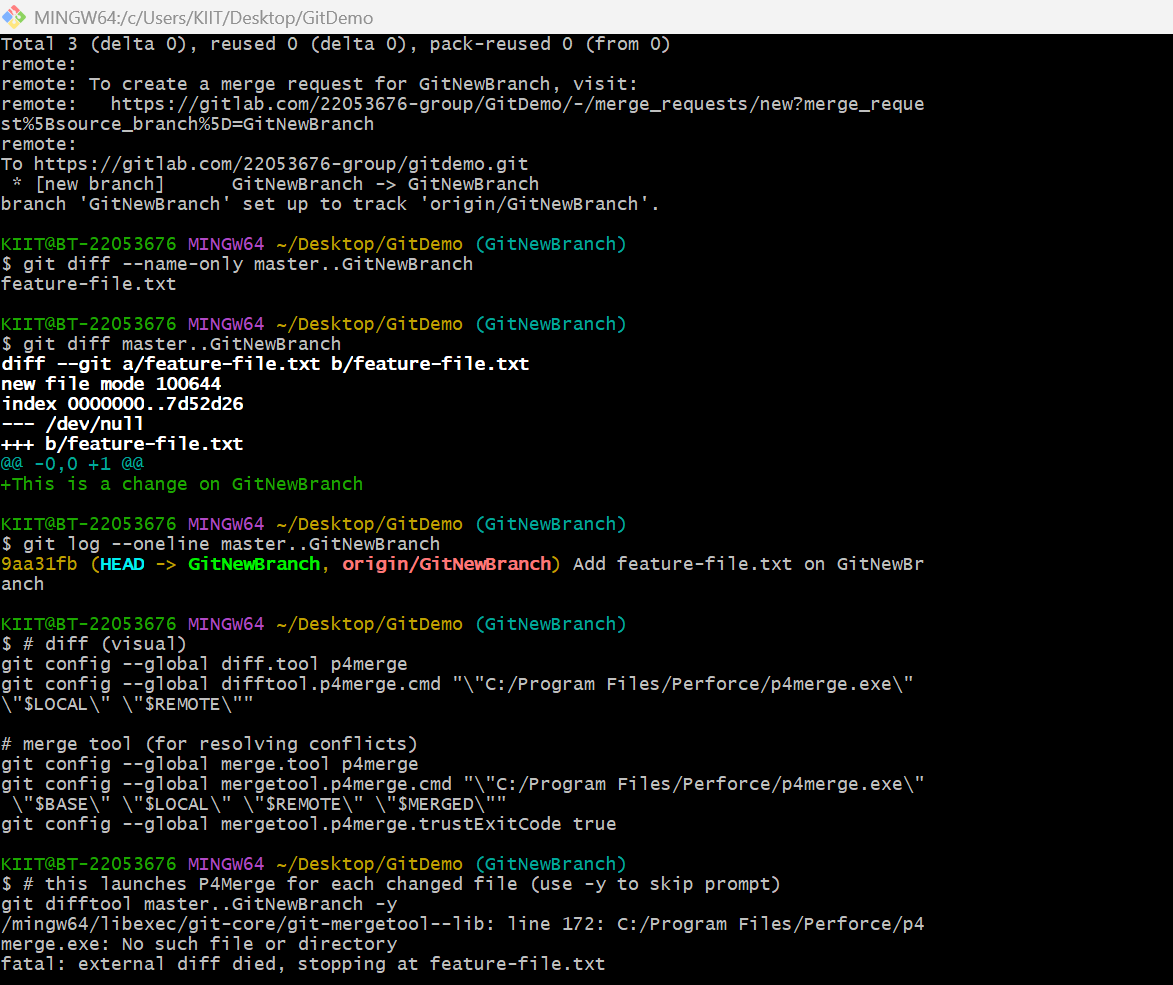 MINGW64:/c/Users/KIIT/Desktop/GitDemo
Total 3 (delta 0), reused 0 (delta 0), pack-reused 0 (from 0)
remote:
remote: To create a merge request for GitNewBranch, visit:
remote:   https://gitlab.com/22053676-group/GitDemo/-/merge_requests/new?merge_reque
st%5Bsource_branch%5D=GitNewBranch
remote:
To https://gitlab.com/22053676-group/gitdemo.git
 * [new branch]      GitNewBranch -> GitNewBranch
branch 'GitNewBranch' set up to track 'origin/GitNewBranch'.

KIIT@BT-22053676 MINGW64 ~/Desktop/GitDemo (GitNewBranch)
$ git diff --name-only master..GitNewBranch
feature-file.txt

KIIT@BT-22053676 MINGW64 ~/Desktop/GitDemo (GitNewBranch)
$ git diff master..GitNewBranch
diff --git a/feature-file.txt b/feature-file.txt
new file mode 100644
index 0000000..7d52d26
--- /dev/null
+++ b/feature-file.txt
@@ -0,0 +1 @@
+This is a change on GitNewBranch

KIIT@BT-22053676 MINGW64 ~/Desktop/GitDemo (GitNewBranch)
$ git log --oneline master..GitNewBranch
9aa31fb (HEAD -> GitNewBranch, origin/GitNewBranch) Add feature-file.txt on GitNewBr
anch

KIIT@BT-22053676 MINGW64 ~/Desktop/GitDemo (GitNewBranch)
$ # diff (visual)
git config --global diff.tool p4merge
git config --global difftool.p4merge.cmd "\"C:/Program Files/Perforce/p4merge.exe\"
\"$LOCAL\" \"$REMOTE\""

# merge tool (for resolving conflicts)
git config --global merge.tool p4merge
git config --global mergetool.p4merge.cmd "\"C:/Program Files/Perforce/p4merge.exe\"
 \"$BASE\" \"$LOCAL\" \"$REMOTE\" \"$MERGED\""
git config --global mergetool.p4merge.trustExitCode true

KIIT@BT-22053676 MINGW64 ~/Desktop/GitDemo (GitNewBranch)
$ # this launches P4Merge for each changed file (use -y to skip prompt)
git difftool master..GitNewBranch -y
/mingw64/libexec/git-core/git-mergetool--lib: line 172: C:/Program Files/Perforce/p4
merge.exe: No such file or directory
fatal: external diff died, stopping at feature-file.txt